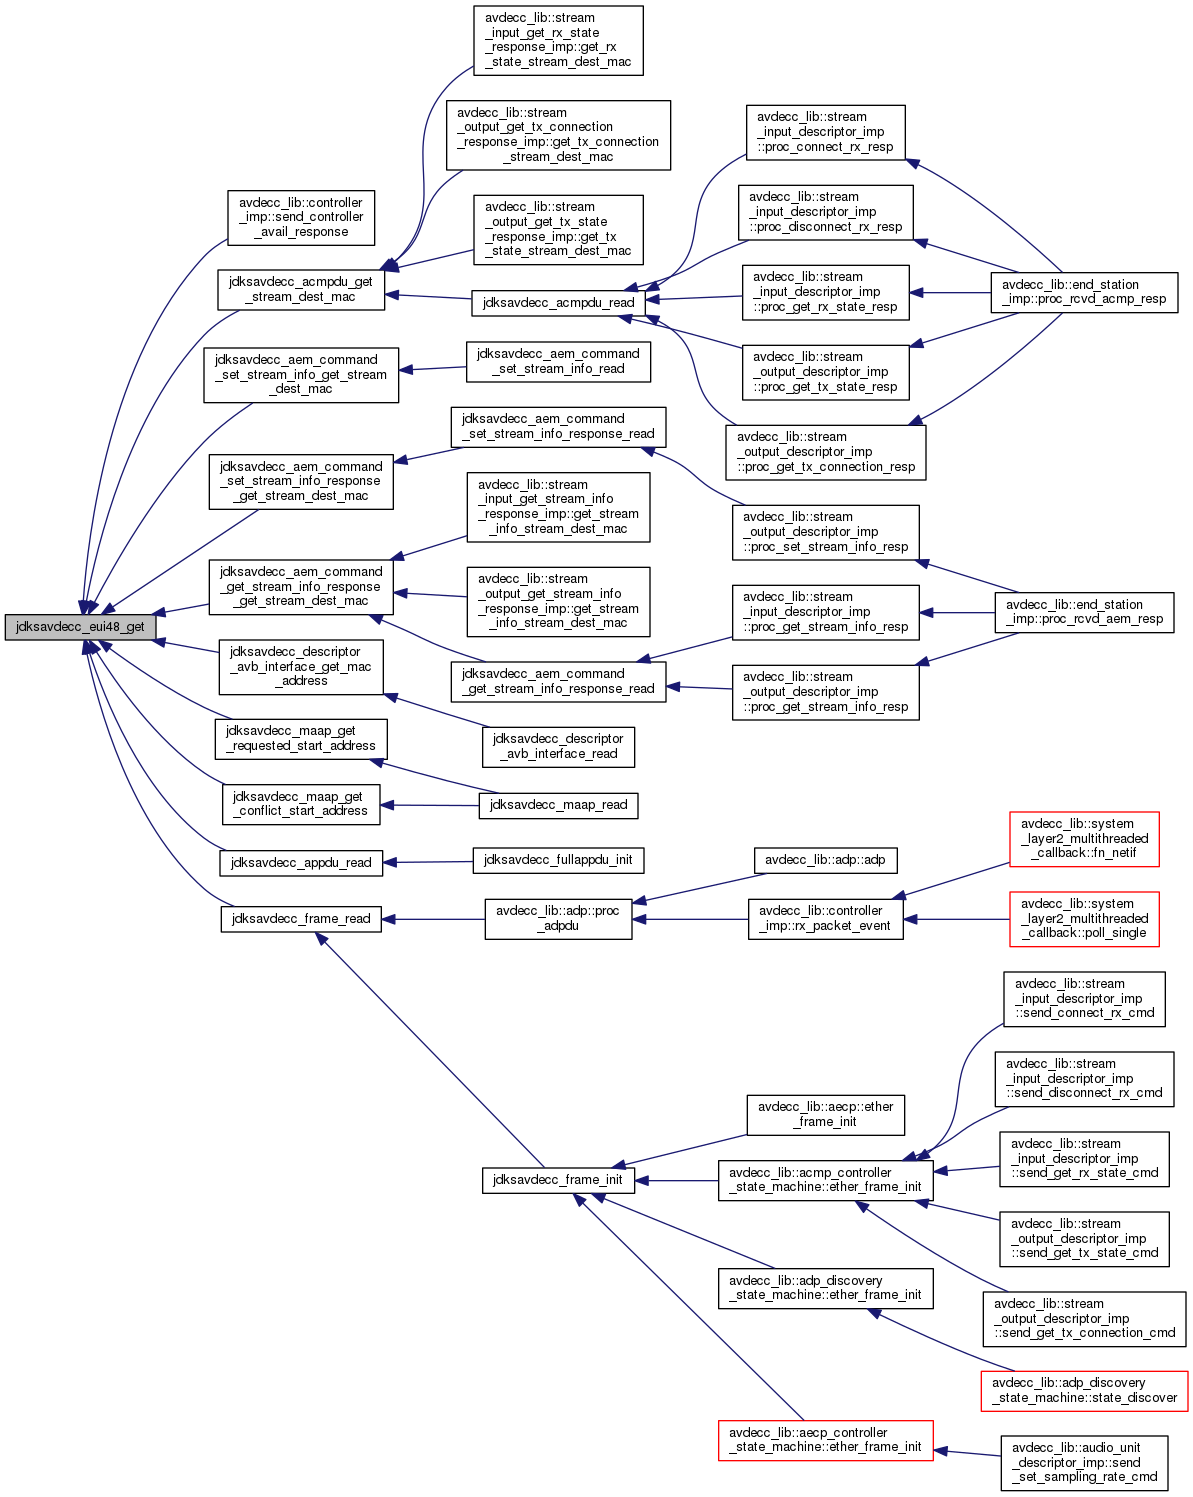 avdecc_lib::stream
_input_get_rx_state
_response_imp::get_rx
_state_stream_dest_mac
avdecc_lib::stream
_output_get_tx_connection
_response_imp::get_tx_connection
_stream_dest_mac
avdecc_lib::stream
_input_descriptor_imp
::proc_connect_rx_resp
avdecc_lib::controller
_imp::send_controller
_avail_response
avdecc_lib::stream
_output_get_tx_state
_response_imp::get_tx
_state_stream_dest_mac
avdecc_lib::stream
_input_descriptor_imp
::proc_disconnect_rx_resp
jdksavdecc_acmpdu_get
_stream_dest_mac
jdksavdecc_acmpdu_read
avdecc_lib::stream
_input_descriptor_imp
::proc_get_rx_state_resp
avdecc_lib::end_station
_imp::proc_rcvd_acmp_resp
jdksavdecc_aem_command
_set_stream_info_get_stream
_dest_mac
jdksavdecc_aem_command
_set_stream_info_read
avdecc_lib::stream
_output_descriptor_imp
::proc_get_tx_state_resp
jdksavdecc_aem_command
_set_stream_info_response_read
avdecc_lib::stream
_output_descriptor_imp
::proc_get_tx_connection_resp
jdksavdecc_aem_command
_set_stream_info_response
_get_stream_dest_mac
avdecc_lib::stream
_input_get_stream_info
_response_imp::get_stream
_info_stream_dest_mac
avdecc_lib::stream
_output_descriptor_imp
::proc_set_stream_info_resp
jdksavdecc_aem_command
_get_stream_info_response
_get_stream_dest_mac
avdecc_lib::stream
_output_get_stream_info
_response_imp::get_stream
_info_stream_dest_mac
avdecc_lib::stream
_input_descriptor_imp
::proc_get_stream_info_resp
avdecc_lib::end_station
_imp::proc_rcvd_aem_resp
jdksavdecc_eui48_get
jdksavdecc_descriptor
_avb_interface_get_mac
_address
jdksavdecc_aem_command
_get_stream_info_response_read
avdecc_lib::stream
_output_descriptor_imp
::proc_get_stream_info_resp
jdksavdecc_maap_get
_requested_start_address
jdksavdecc_descriptor
_avb_interface_read
jdksavdecc_maap_get
_conflict_start_address
jdksavdecc_maap_read
jdksavdecc_appdu_read
jdksavdecc_fullappdu_init
avdecc_lib::adp::adp
avdecc_lib::system
_layer2_multithreaded
_callback::fn_netif
jdksavdecc_frame_read
avdecc_lib::adp::proc
_adpdu
avdecc_lib::controller
_imp::rx_packet_event
avdecc_lib::system
_layer2_multithreaded
_callback::poll_single
avdecc_lib::stream
_input_descriptor_imp
::send_connect_rx_cmd
avdecc_lib::stream
_input_descriptor_imp
::send_disconnect_rx_cmd
avdecc_lib::aecp::ether
_frame_init
jdksavdecc_frame_init
avdecc_lib::acmp_controller
_state_machine::ether_frame_init
avdecc_lib::stream
_input_descriptor_imp
::send_get_rx_state_cmd
avdecc_lib::stream
_output_descriptor_imp
::send_get_tx_state_cmd
avdecc_lib::adp_discovery
_state_machine::ether_frame_init
avdecc_lib::stream
_output_descriptor_imp
::send_get_tx_connection_cmd
avdecc_lib::adp_discovery
_state_machine::state_discover
avdecc_lib::aecp_controller
_state_machine::ether_frame_init
avdecc_lib::audio_unit
_descriptor_imp::send
_set_sampling_rate_cmd